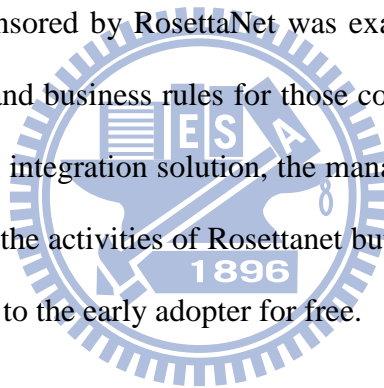 nsored by RosettaNet was exa
and business rules for those co
integration solution, the mana
the activities of Rosettanet bu
to the early adopter for free.
E S A
1896